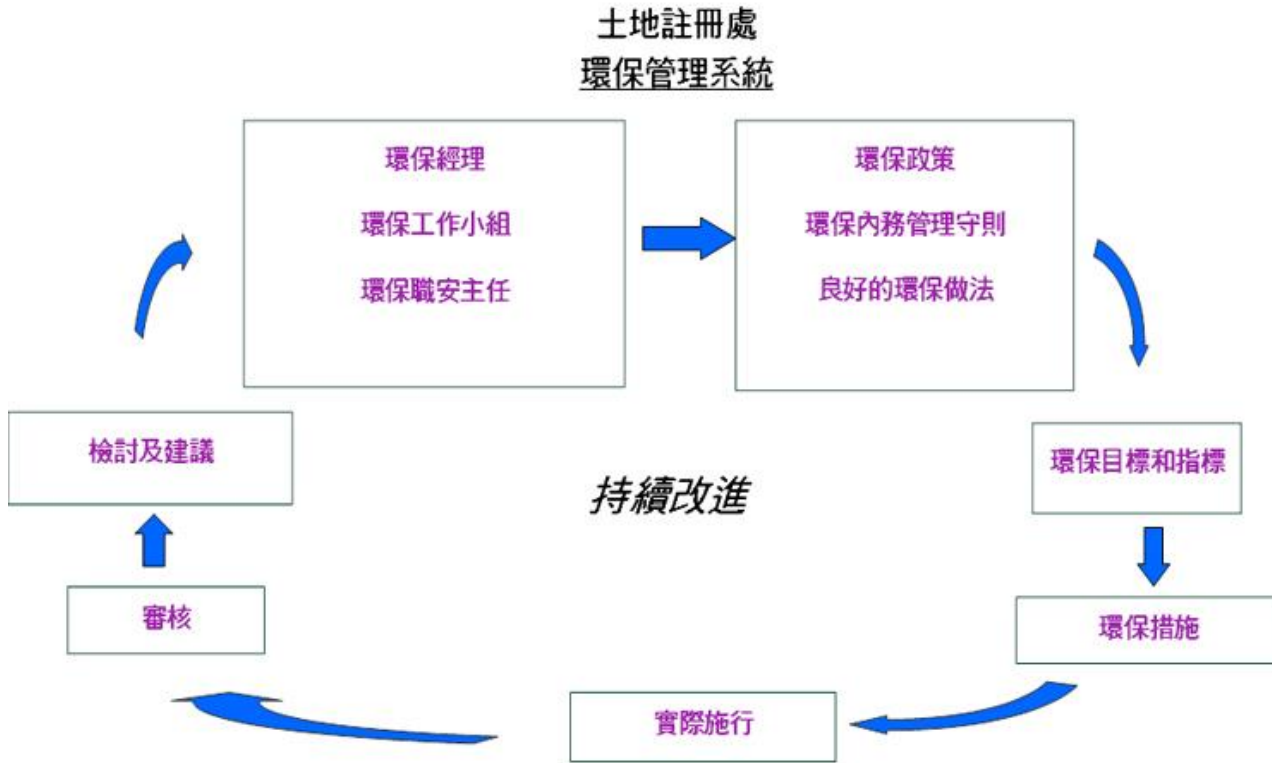 土地註冊處
環保管理系統
環保經理
環保工作小組
環保職安主任
環保政策
環保內務管理守則
良好的環保做法
環保目標和指標
環保措施
實際施行
審核
檢討及建議
持續改進